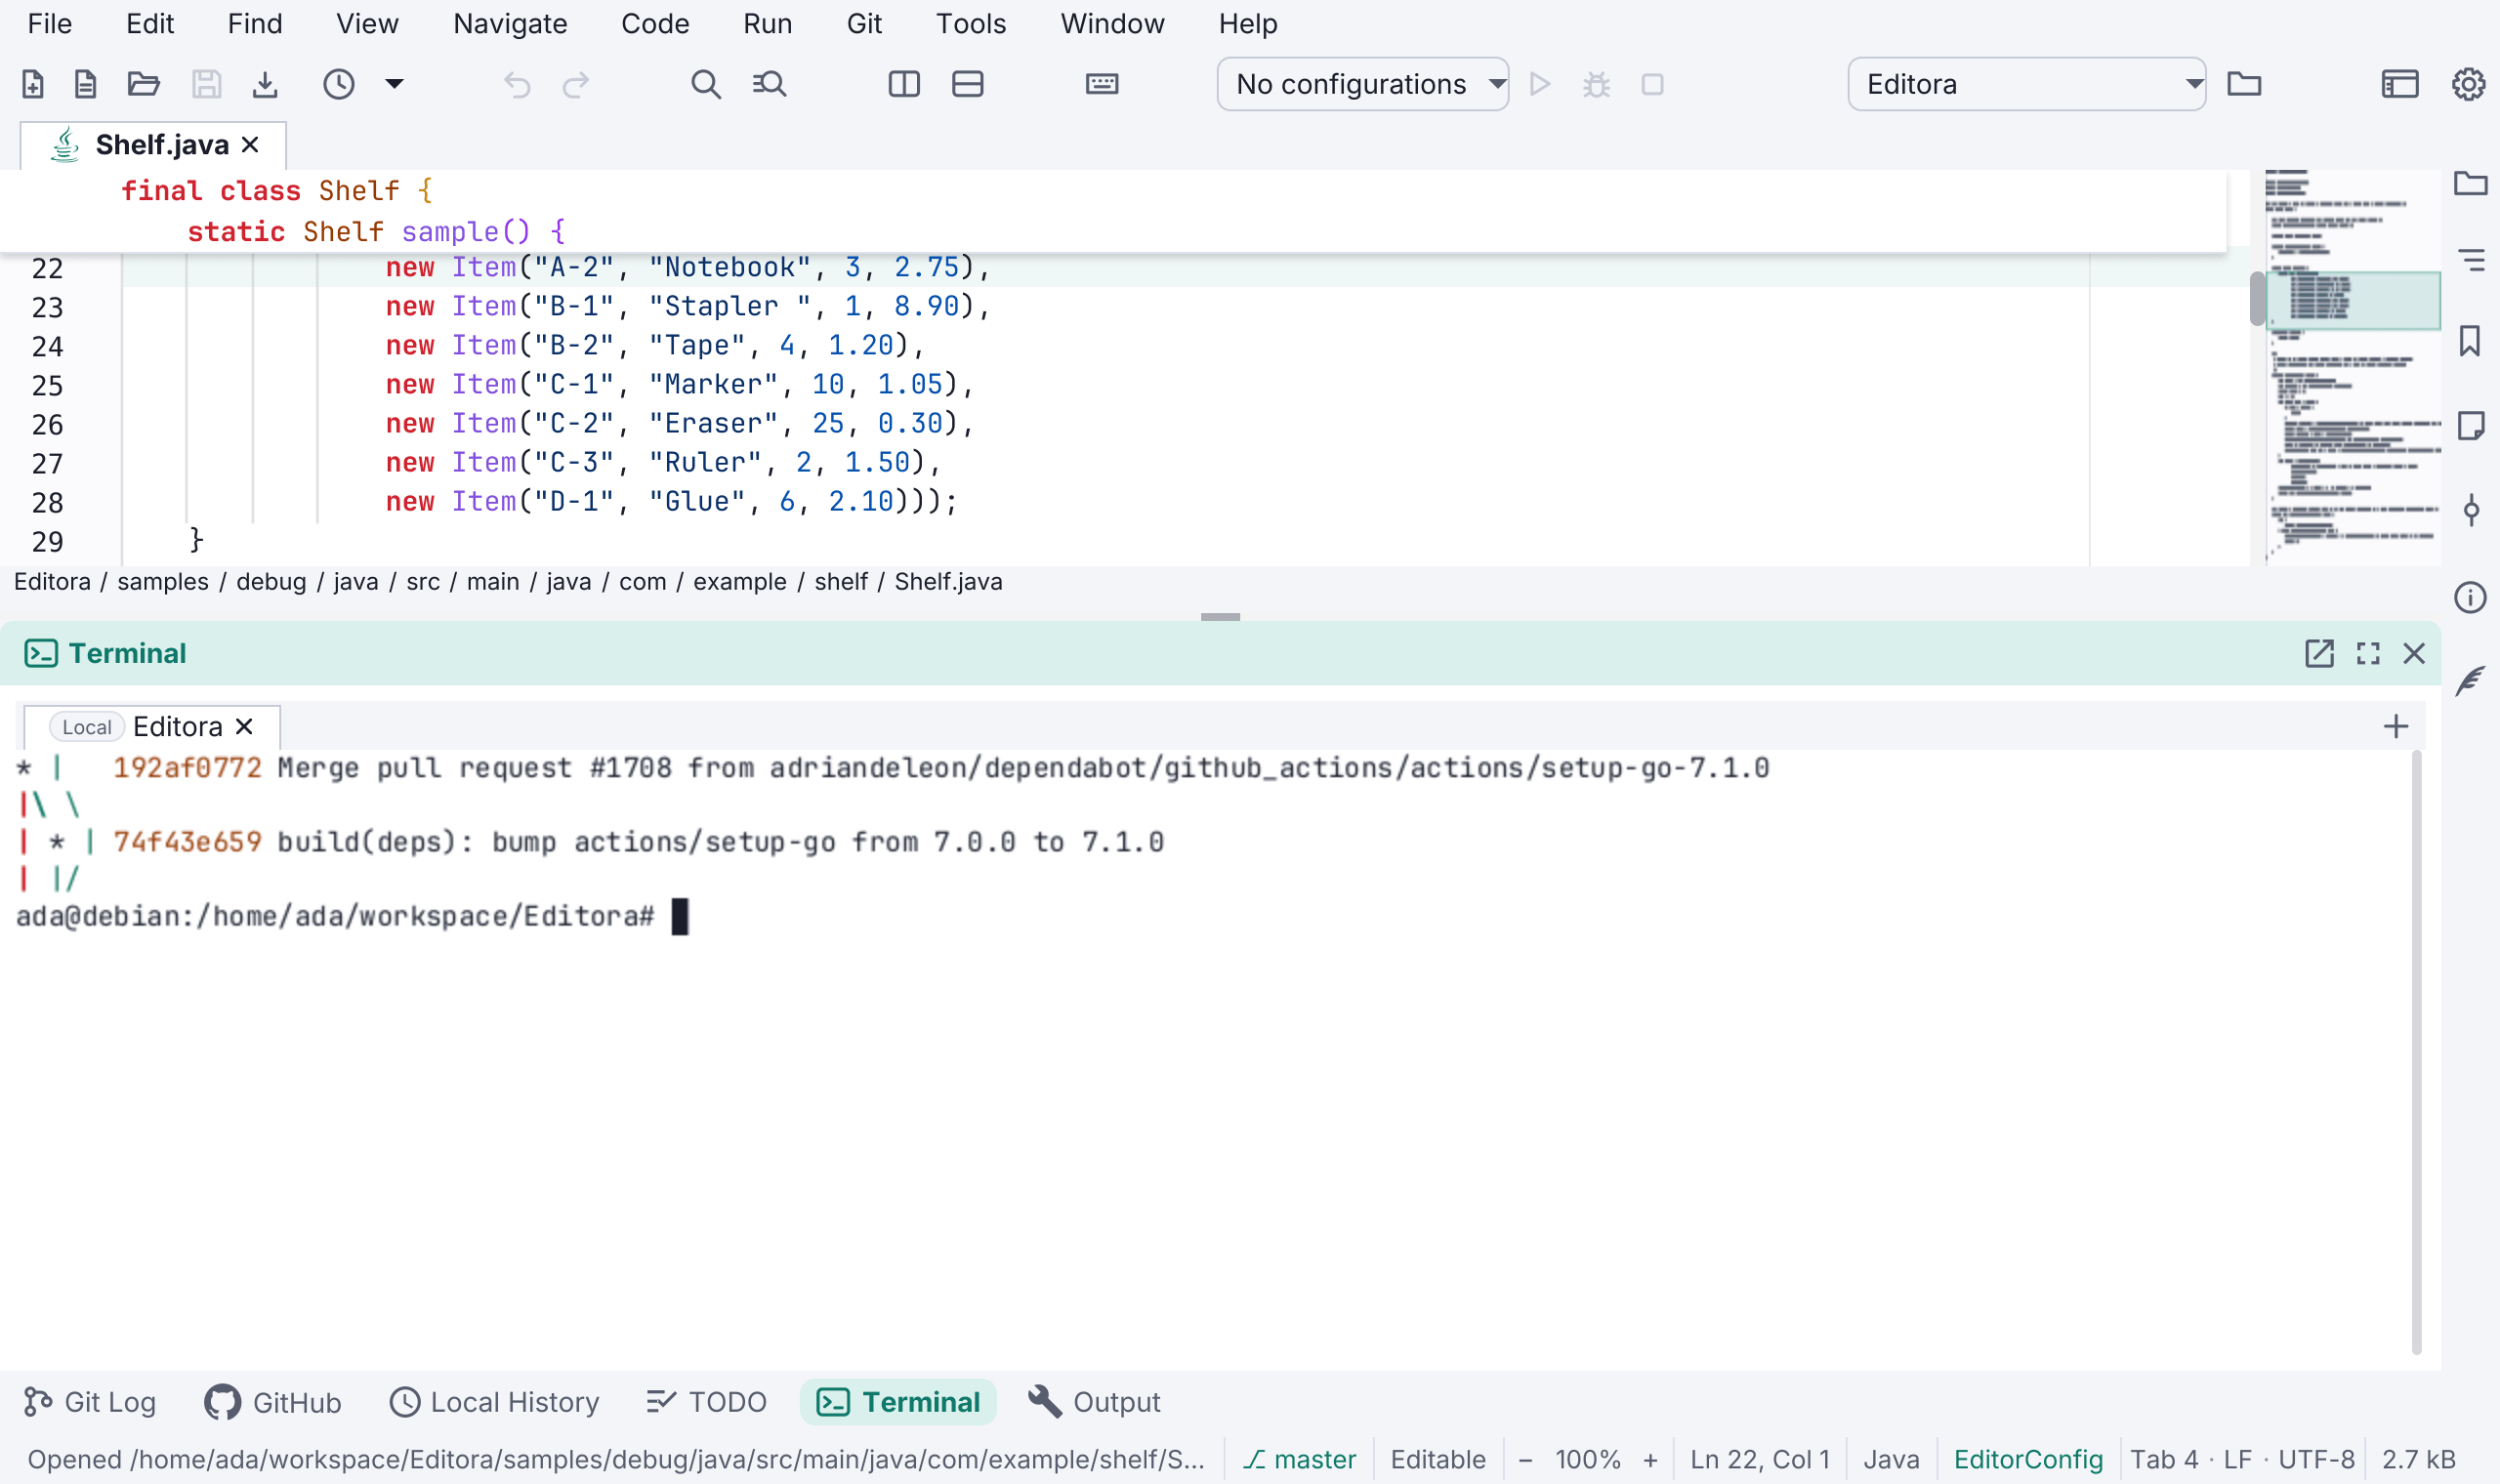 File Edit Find View Navigate Code Run Git Tools Window Help
No configurations
Editora
Shelf.java
final class Shelf {
static Shelf sample() {
22 new Item("A-2", "Notebook", 3, 2.75),
23 new Item("B-1", "Stapler ", 1, 8.90),
24 new Item("B-2", "Tape", 4, 1.20),
25 new Item("C-1", "Marker", 10, 1.05),
26 new Item("C-2", "Eraser", 25, 0.30),
27 new Item("C-3", "Ruler", 2, 1.50),
28 new Item("D-1", "Glue", 6, 2.10)));
29 }
Editora / samples / debug / java / src / main / java / com / example / shelf / Shelf.java
Terminal
Local Editora
* | 192af0772 Merge pull request #1708 from adriandeleon/dependabot/github_actions/actions/setup-go-7.1.0
|\ \
| * | 74f43e659 build(deps): bump actions/setup-go from 7.0.0 to 7.1.0
| |/
ada@debian:/home/ada/workspace/Editora#
Git Log GitHub Local History TODO Terminal Output
Opened /home/ada/workspace/Editora/samples/debug/java/src/main/java/com/example/shelf/S... master Editable – 100% + Ln 22, Col 1 Java EditorConfig Tab 4 · LF · UTF-8 2.7 kB